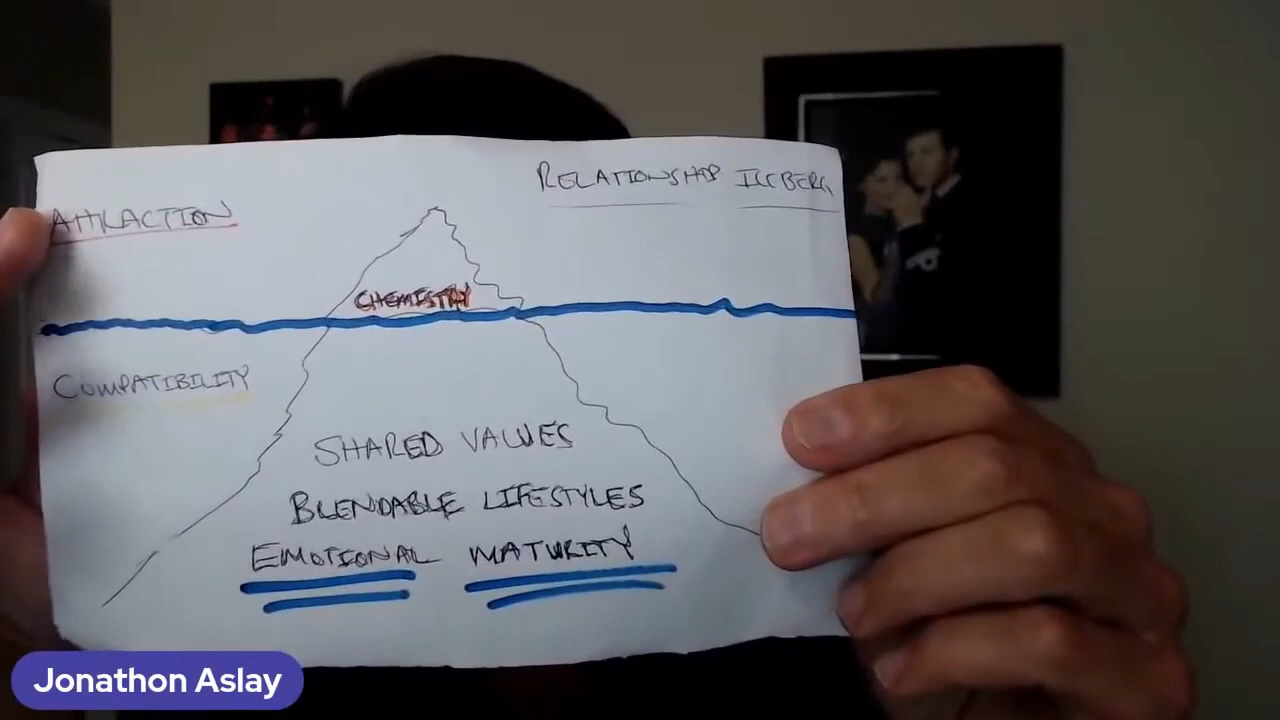 RELATIONSHIP ICEBERG
ATTRACTION
CHEMISTRY
COMPATIBILITY
SHARED VALUES
BLENDABLE LIFESTYLES
EMOTIONAL MATURITY
Jonathon Aslay